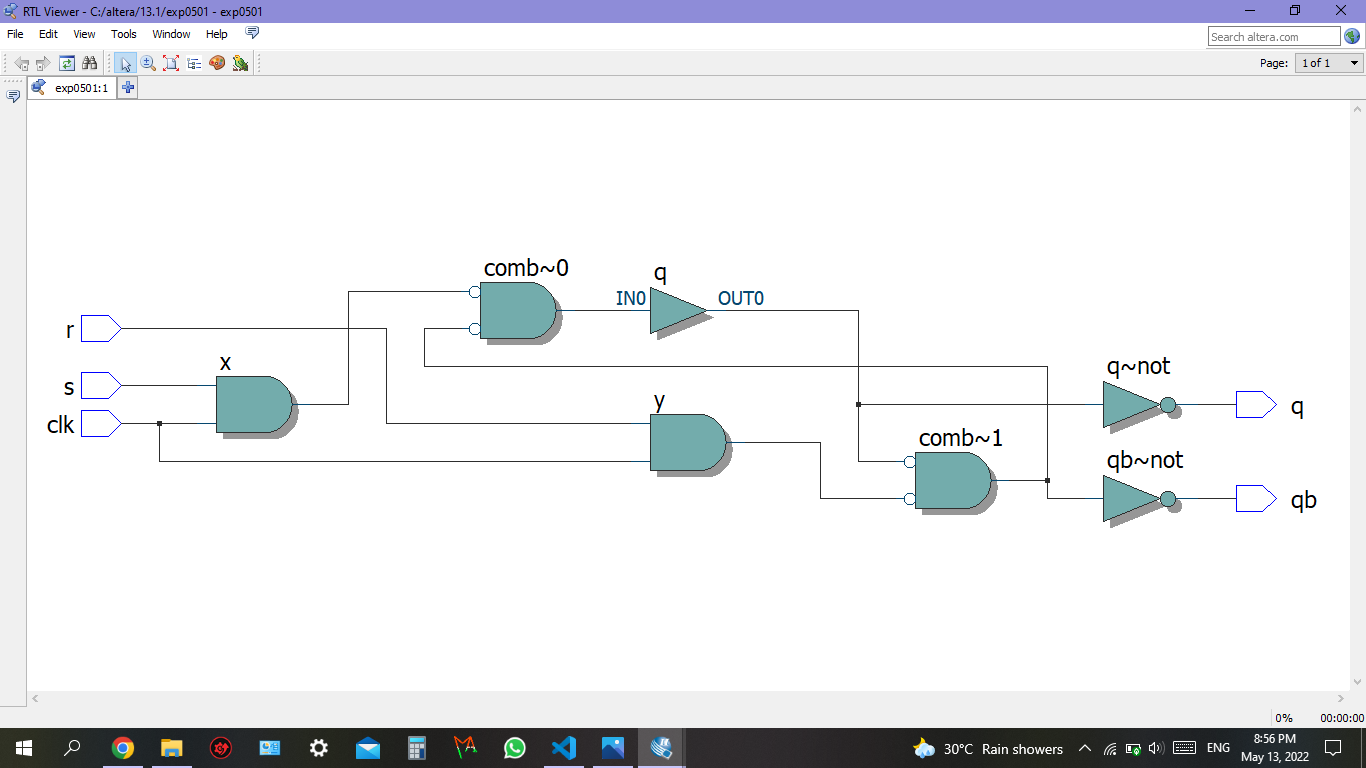 RTL Viewer - C:/altera/13.1/exp0501 - exp0501
File Edit View Tools Window Help
Search altera.com
Page: 1 of 1
exp0501:1
comb~0
q
IN0
OUT0
r
x
s
clk
y
q~not
q
comb~1
qb~not
qb
0% 00:00:00
30°C Rain showers
ENG
8:56 PM
May 13, 2022